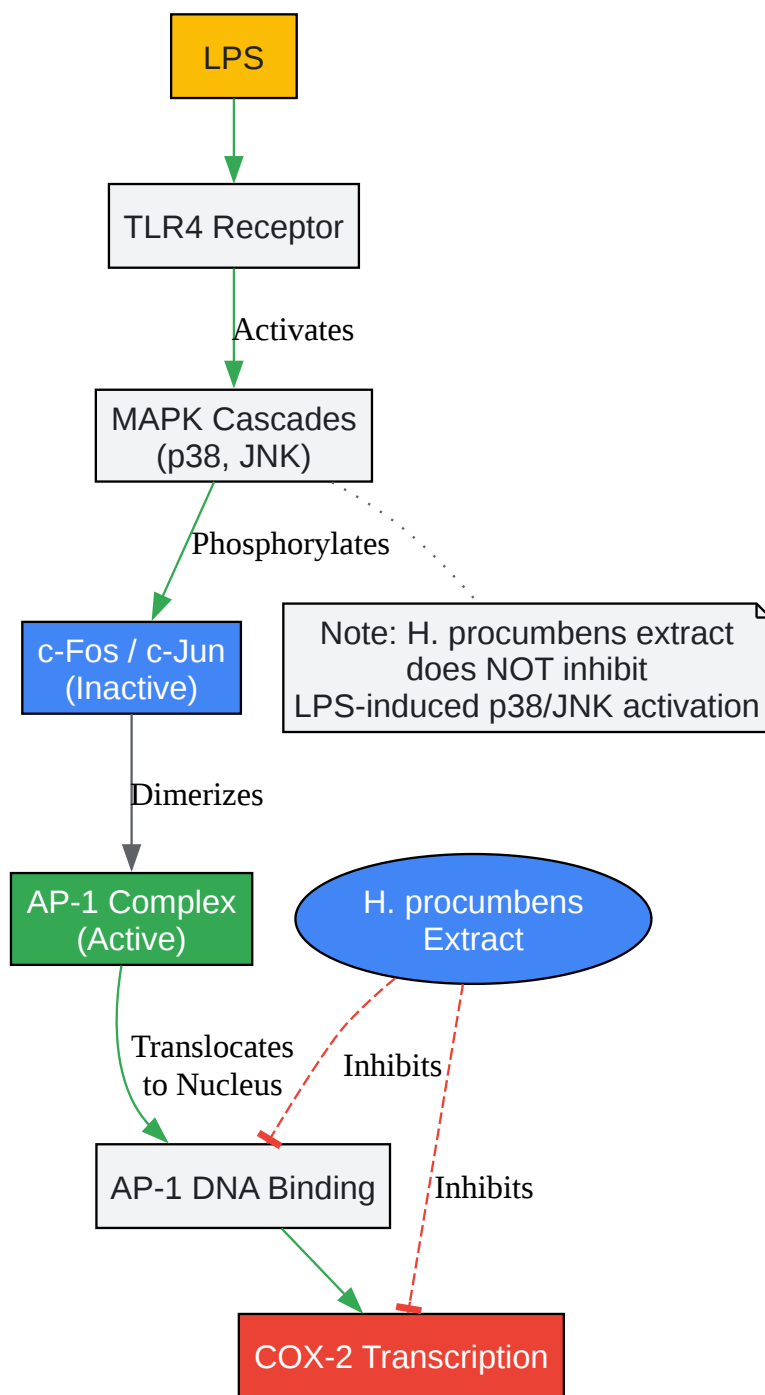 LPS
TLR4 Receptor
Activates
MAPK Cascades
(p38, JNK)
Phosphorylates
c-Fos / c-Jun
(Inactive)
Note: H. procumbens extract
does NOT inhibit
LPS-induced p38/JNK activation
Dimerizes
AP-1 Complex
(Active)
H. procumbens
Extract
Translocates
to Nucleus
Inhibits
AP-1 DNA Binding
Inhibits
COX-2 Transcription